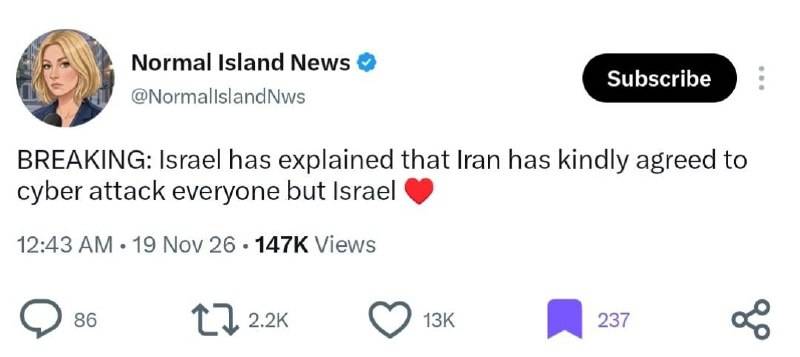 Normal Island News
@NormalIslandNws
Subscribe
BREAKING: Israel has explained that Iran has kindly agreed to
cyber attack everyone but Israel ❤️
12:43 AM • 19 Nov 26 • 147K Views
86
2.2K
13K
237